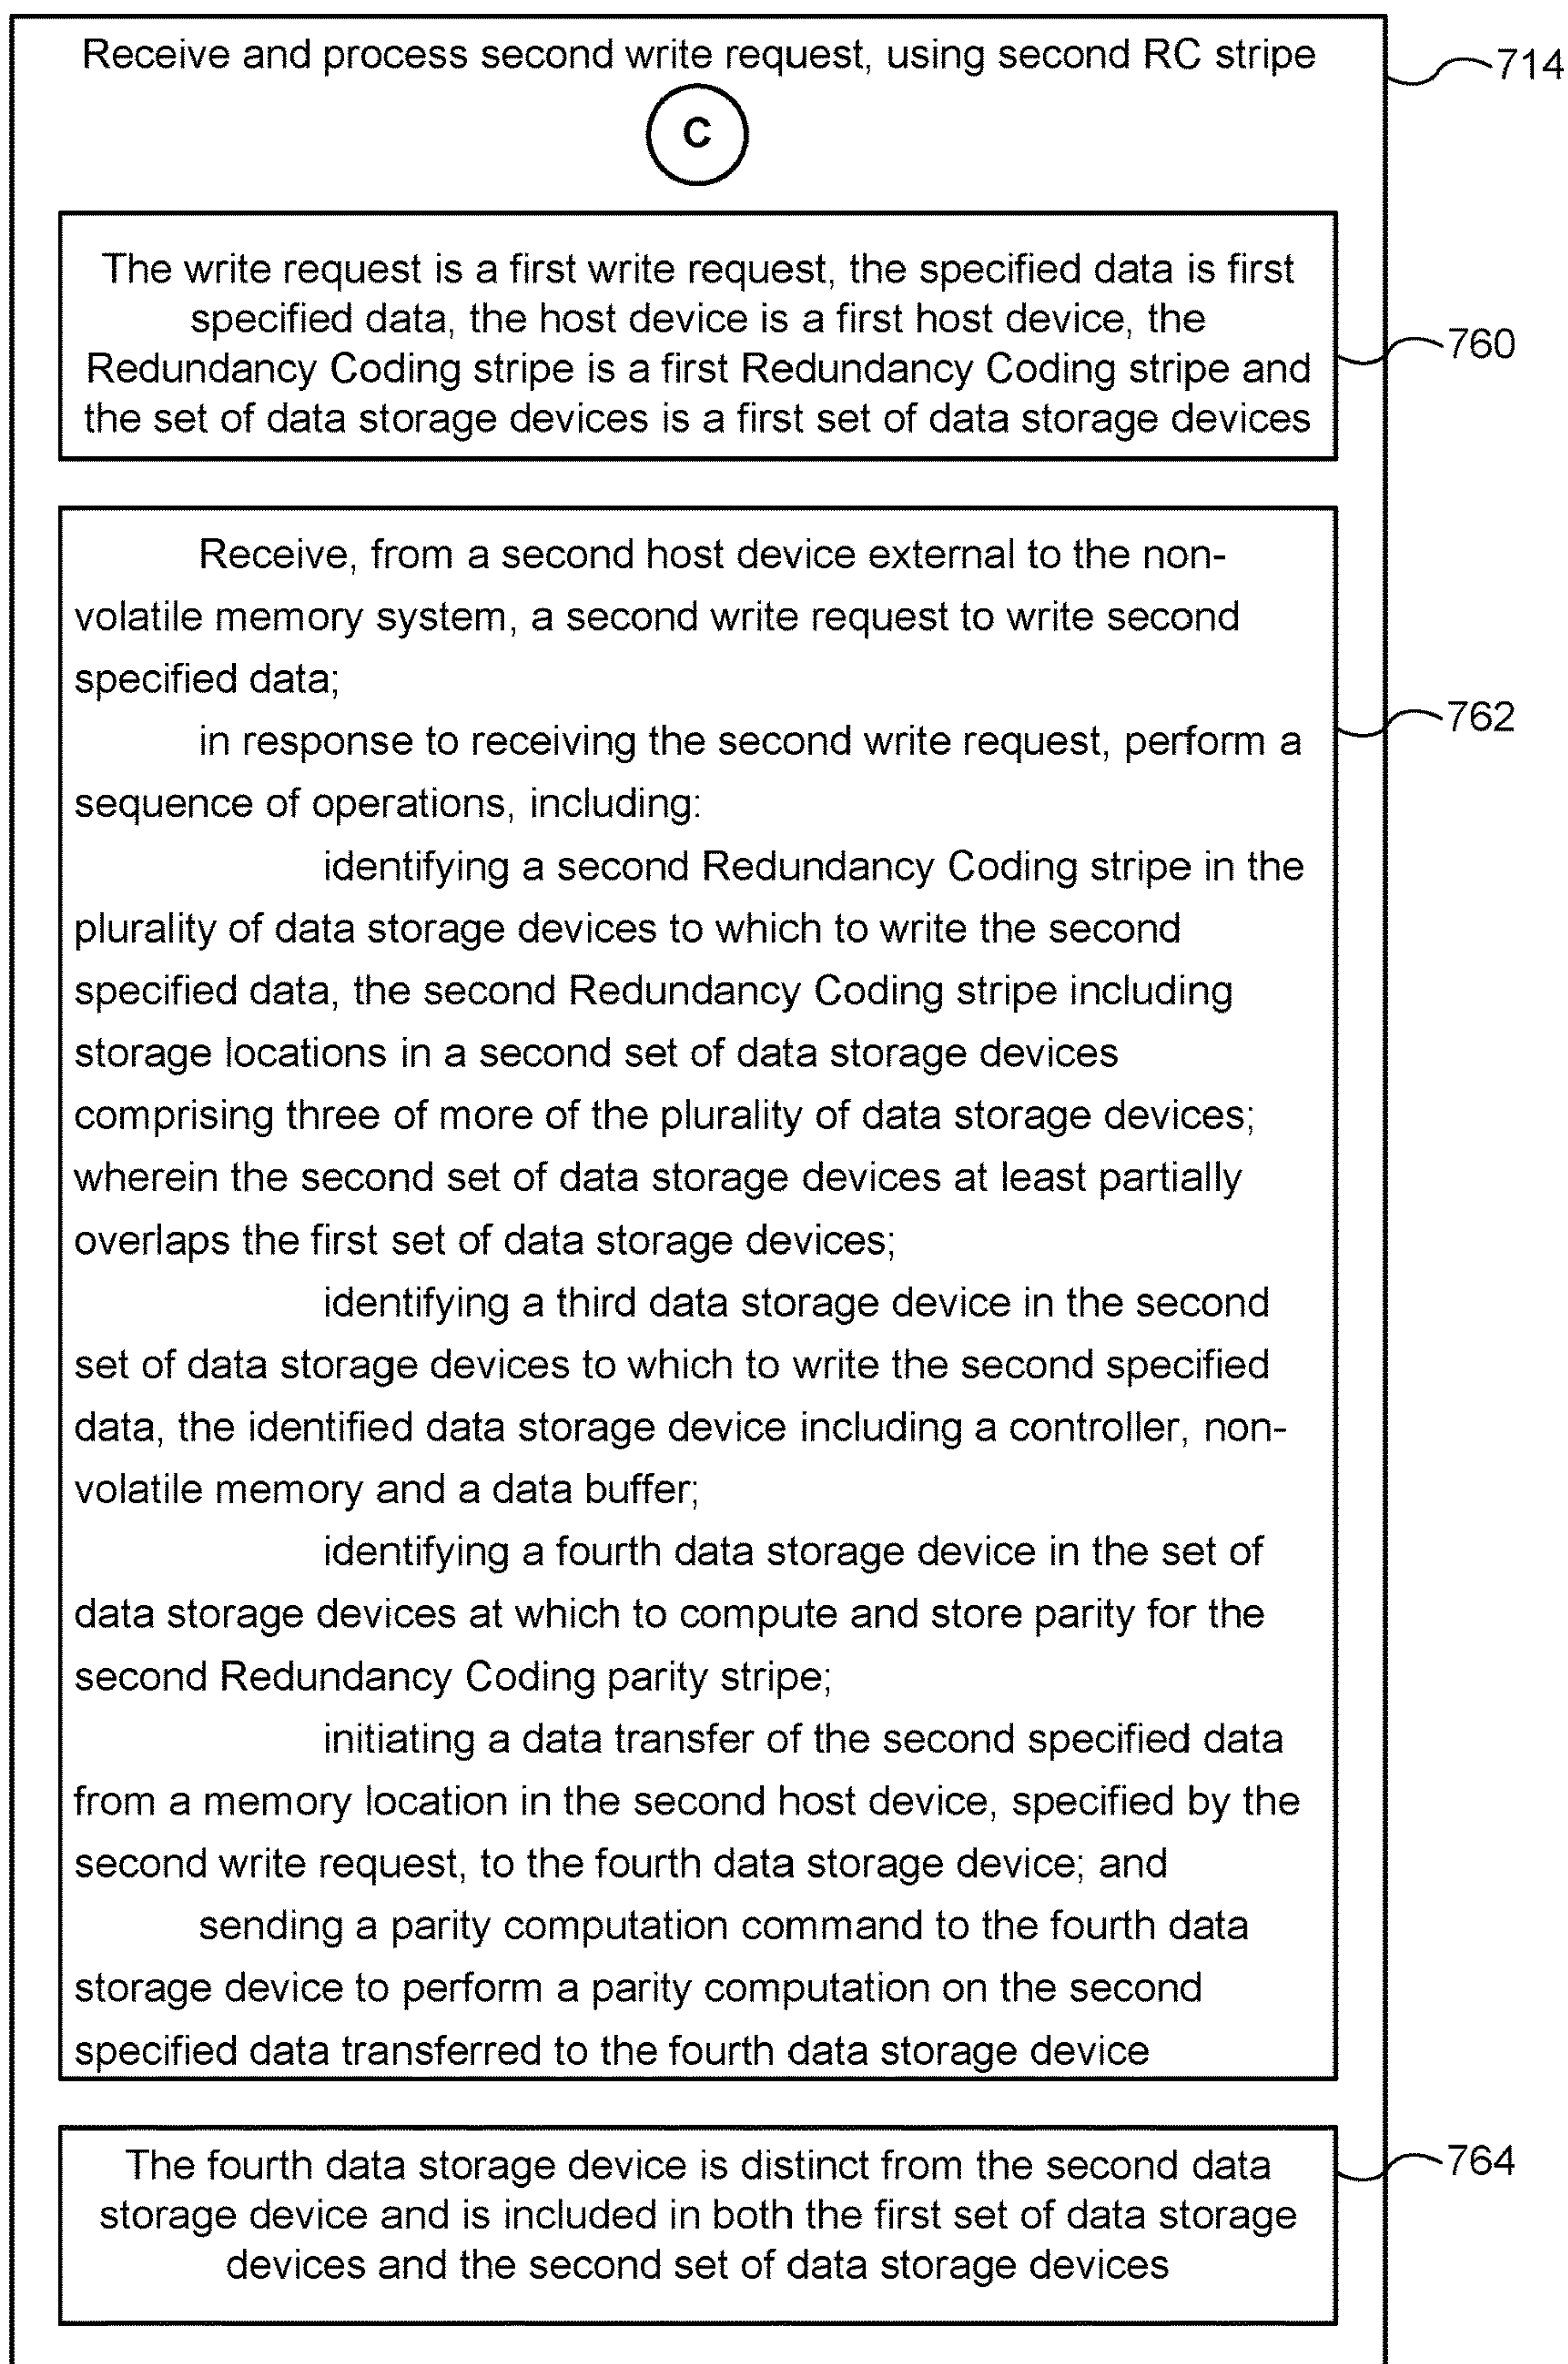 Receive and process second write request, using second RC stripe
714
C
The write request is a first write request, the specified data is first
specified data, the host device is a first host device, the
760
Redundancy Coding stripe is a first Redundancy Coding stripe and
the set of data storage devices is a first set of data storage devices
Receive, from a second host device external to the non-
volatile memory system, a second write request to write second
specified data;
762
in response to receiving the second write request, perform a
sequence of operations, including:
identifying a second Redundancy Coding stripe in the
plurality of data storage devices to which to write the second
specified data, the second Redundancy Coding stripe including
storage locations in a second set of data storage devices
comprising three of more of the plurality of data storage devices;
wherein the second set of data storage devices at least partially
overlaps the first set of data storage devices;
identifying a third data storage device in the second
set of data storage devices to which to write the second specified
data, the identified data storage device including a controller, non-
volatile memory and a data buffer;
identifying a fourth data storage device in the set of
data storage devices at which to compute and store parity for the
second Redundancy Coding parity stripe;
initiating a data transfer of the second specified data
from a memory location in the second host device, specified by the
second write request, to the fourth data storage device; and
sending a parity computation command to the fourth data
storage device to perform a parity computation on the second
specified data transferred to the fourth data storage device
The fourth data storage device is distinct from the second data
764
storage device and is included in both the first set of data storage
devices and the second set of data storage devices